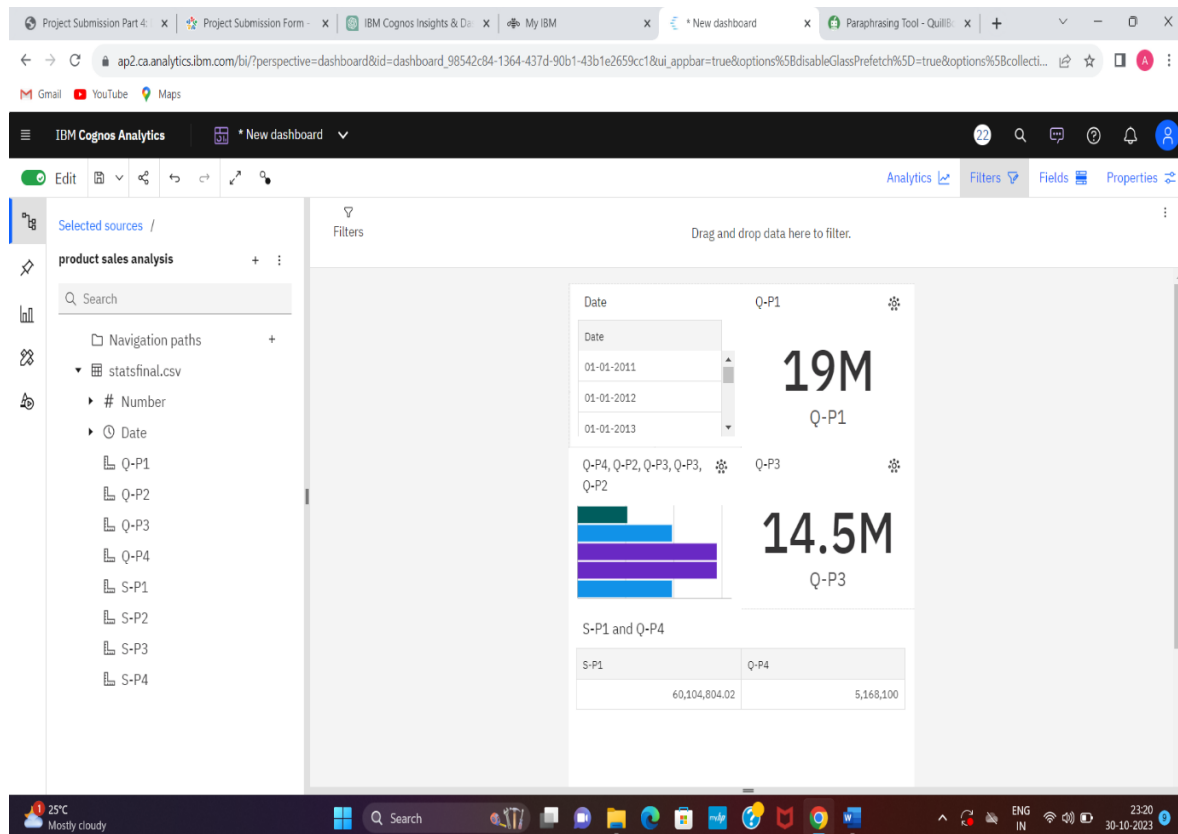 Project Submission Part 4:
Project Submission Form -
IBM Cognos Insights & Da
My IBM
* New dashboard
Paraphrasing Tool - QuillB
ap2.ca.analytics.ibm.com/bi/?perspective=dashboard&id=dashboard_98542c84-1364-437d-90b1-43b1e2659cc1&ui_appbar=true&options%5BdisableGlassPrefetch%5D=true&options%5Bcollecti...
A
Gmail
YouTube
Maps
IBM Cognos Analytics
* New dashboard
22
Edit
Analytics
Filters
Fields
Properties
Selected sources /
product sales analysis
Search
Navigation paths
statsfinal.csv
# Number
Date
Q-P1
Q-P2
Q-P3
Q-P4
S-P1
S-P2
S-P3
S-P4
Filters
Drag and drop data here to filter.
Date
Date
01-01-2011
01-01-2012
01-01-2013
Q-P1
19M
Q-P1
Q-P4, Q-P2, Q-P3, Q-P3,
Q-P2
Q-P3
14.5M
Q-P3
S-P1 and Q-P4
S-P1 Q-P4
60,104,804.02 5,168,100
1
25°C
Mostly cloudy
Search
ENG
IN
23:20
30-10-2023
9